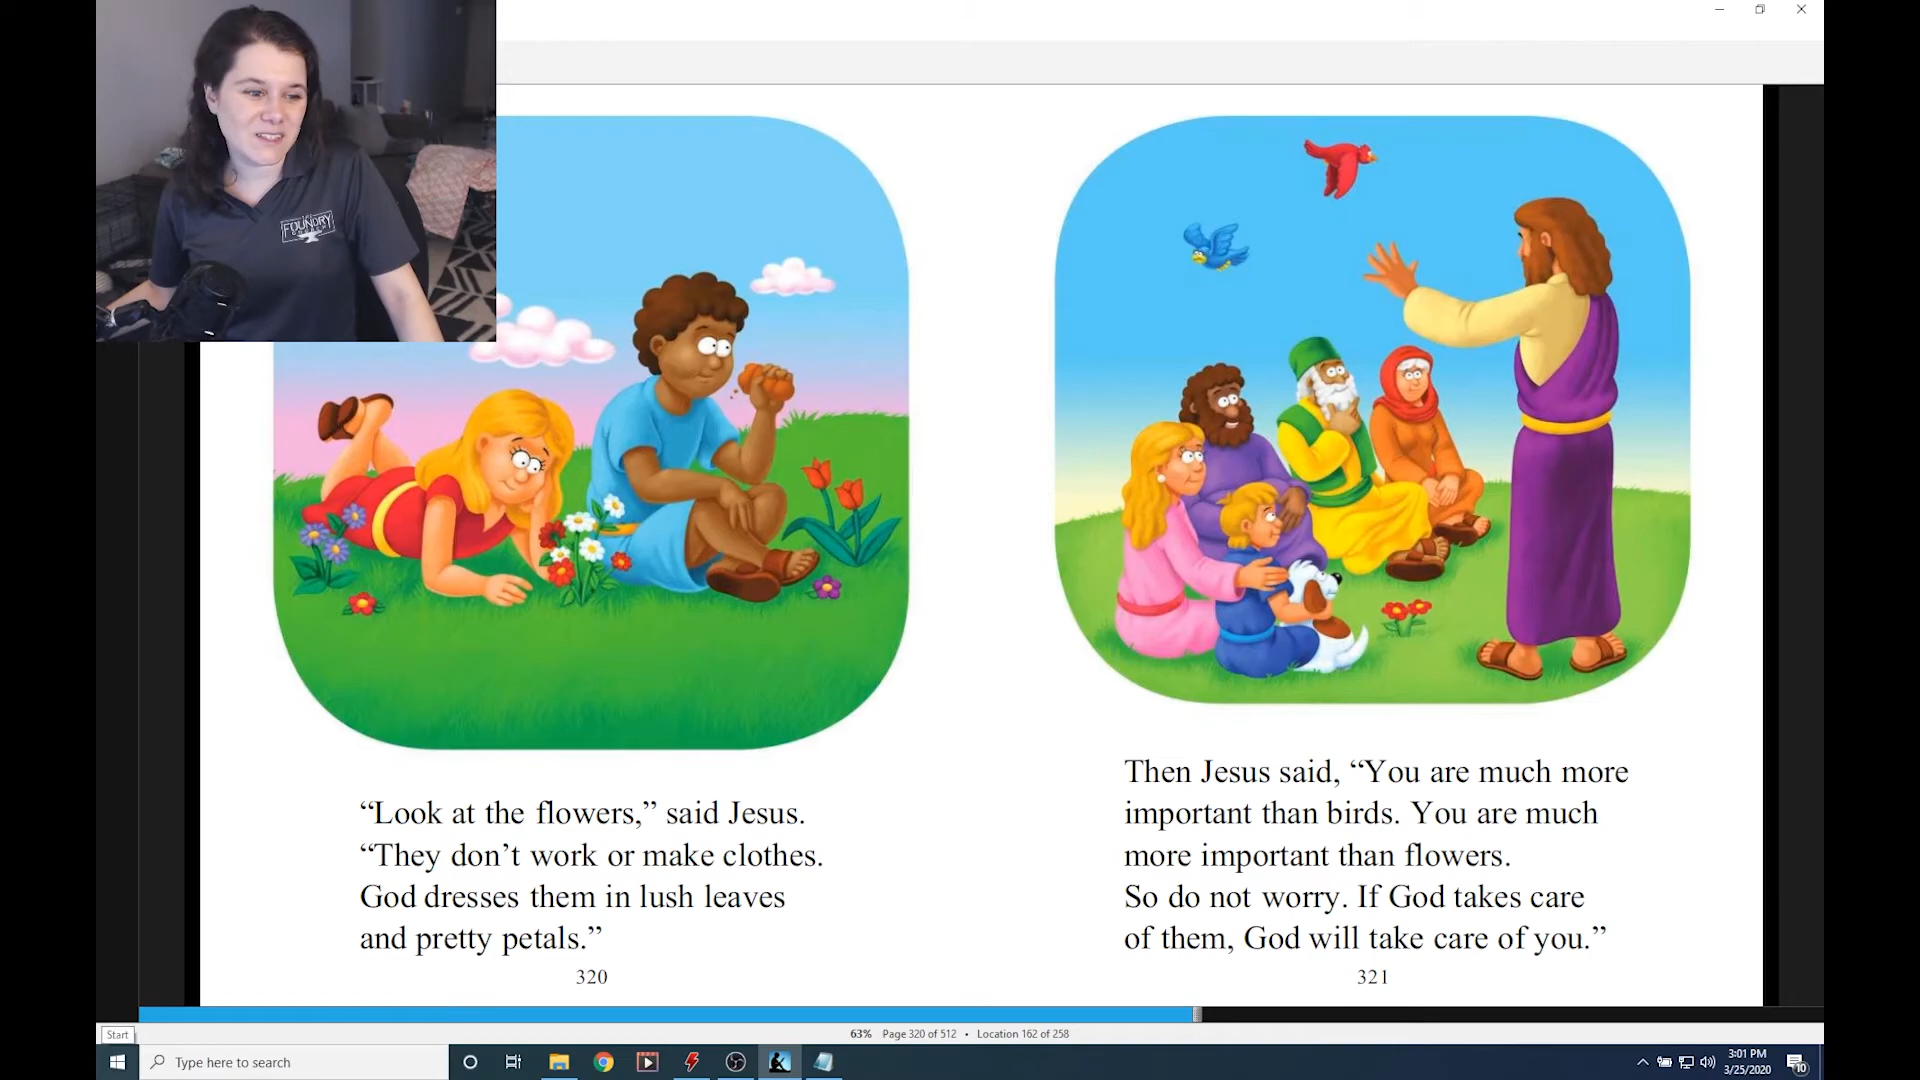 FOUNDRY
CHURCH
“Look at the flowers,” said Jesus.
“They don’t work or make clothes.
God dresses them in lush leaves
and pretty petals.”
320
Then Jesus said, “You are much more
important than birds. You are much
more important than flowers.
So do not worry. If God takes care
of them, God will take care of you.”
321
63% Page 320 of 512 • Location 162 of 258
Start
Type here to search
3:01 PM
3/25/2020
10